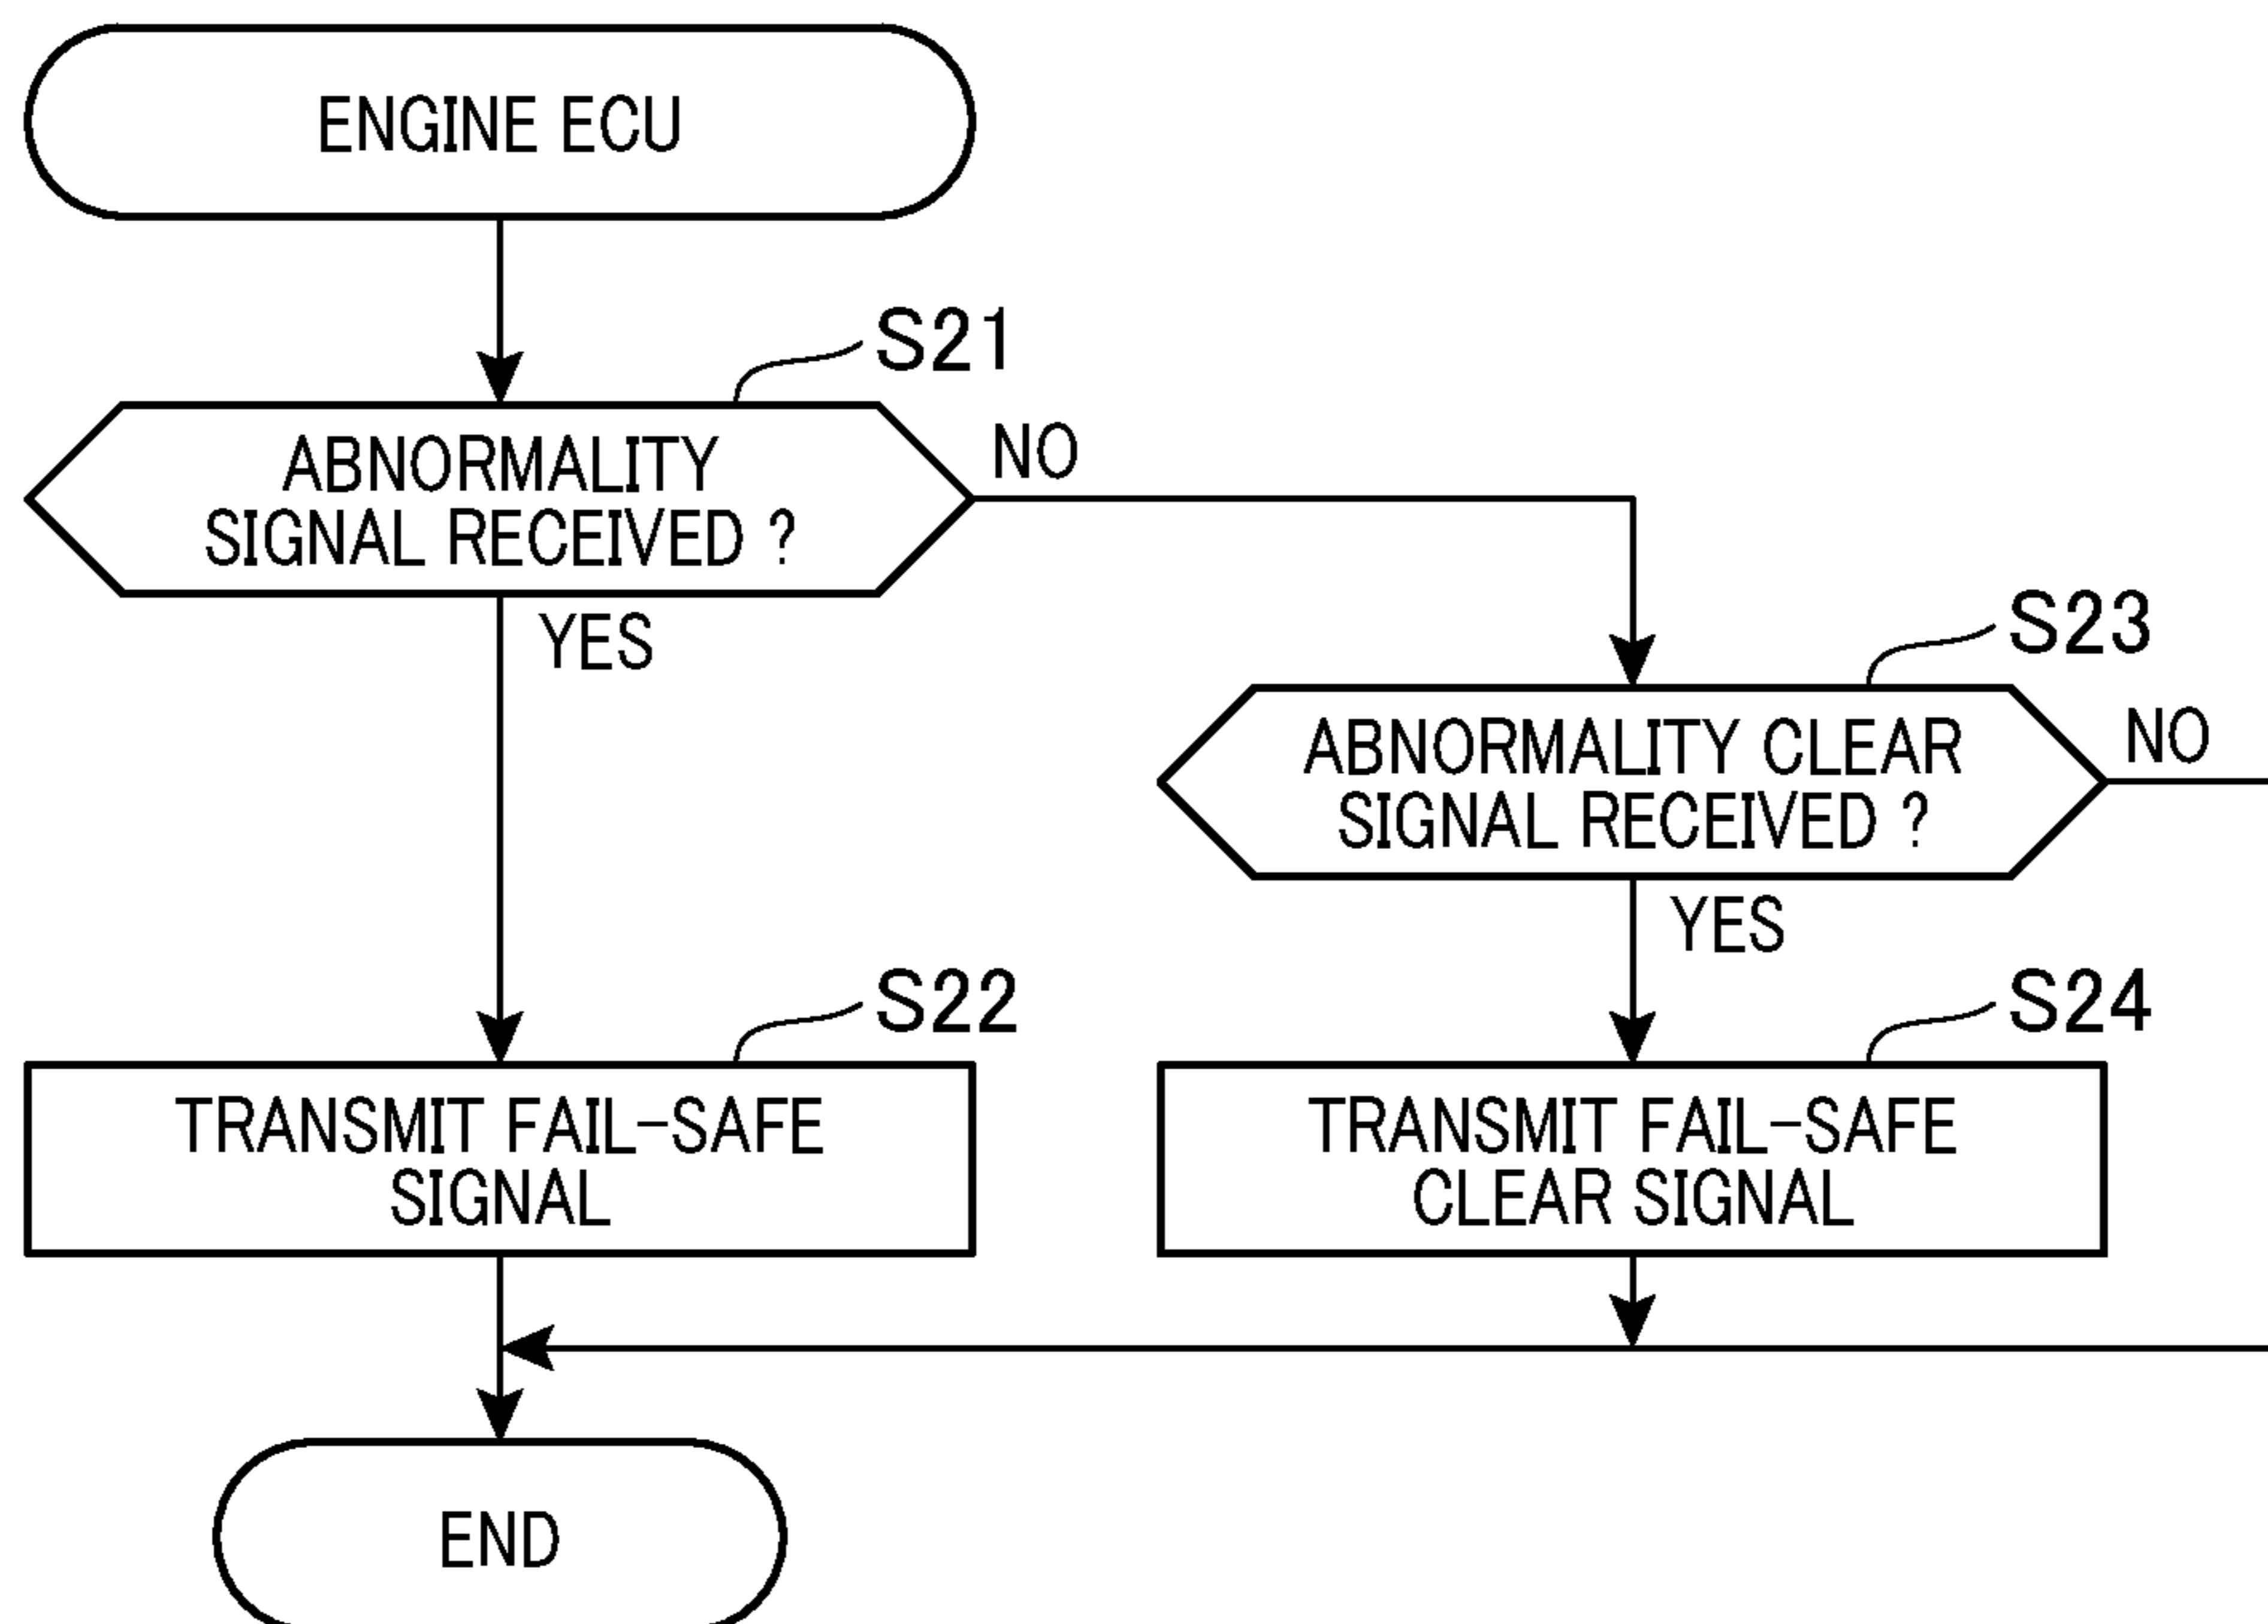 ENGINE ECU
S21
ABNORMALITY
SIGNAL RECEIVED ?
NO
YES
S23
ABNORMALITY CLEAR
SIGNAL RECEIVED ?
NO
YES
S22
TRANSMIT FAIL-SAFE
SIGNAL
S24
TRANSMIT FAIL-SAFE
CLEAR SIGNAL
END